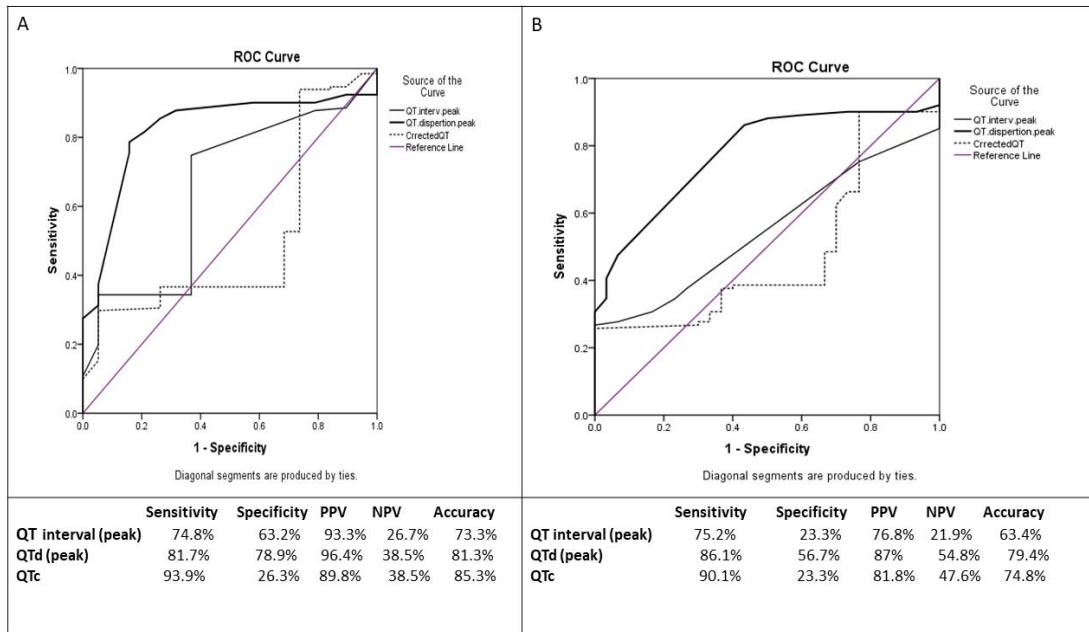 A
ROC Curve
Source of the
Curve
QT.interv.peak
QT.dispertion.peak
CrrectedQT
Reference Line
1.0
0.8
0.6
0.4
0.2
0.0
Sensitivity
0.0 0.2 0.4 0.6 0.8 1.0
1 - Specificity
Diagonal segments are produced by ties.
Sensitivity Specificity PPV NPV Accuracy
QT interval (peak) 74.8% 63.2% 93.3% 26.7% 73.3%
QTd (peak) 81.7% 78.9% 96.4% 38.5% 81.3%
QTc 93.9% 26.3% 89.8% 38.5% 85.3%
B
ROC Curve
Source of the
Curve
QT.interv.peak
QT.dispertion.peak
CrrectedQT
Reference Line
1.0
0.8
0.6
0.4
0.2
0.0
Sensitivity
0.0 0.2 0.4 0.6 0.8 1.0
1 - Specificity
Diagonal segments are produced by ties.
Sensitivity Specificity PPV NPV Accuracy
QT interval (peak) 75.2% 23.3% 76.8% 21.9% 63.4%
QTd (peak) 86.1% 56.7% 87% 54.8% 79.4%
QTc 90.1% 23.3% 81.8% 47.6% 74.8%